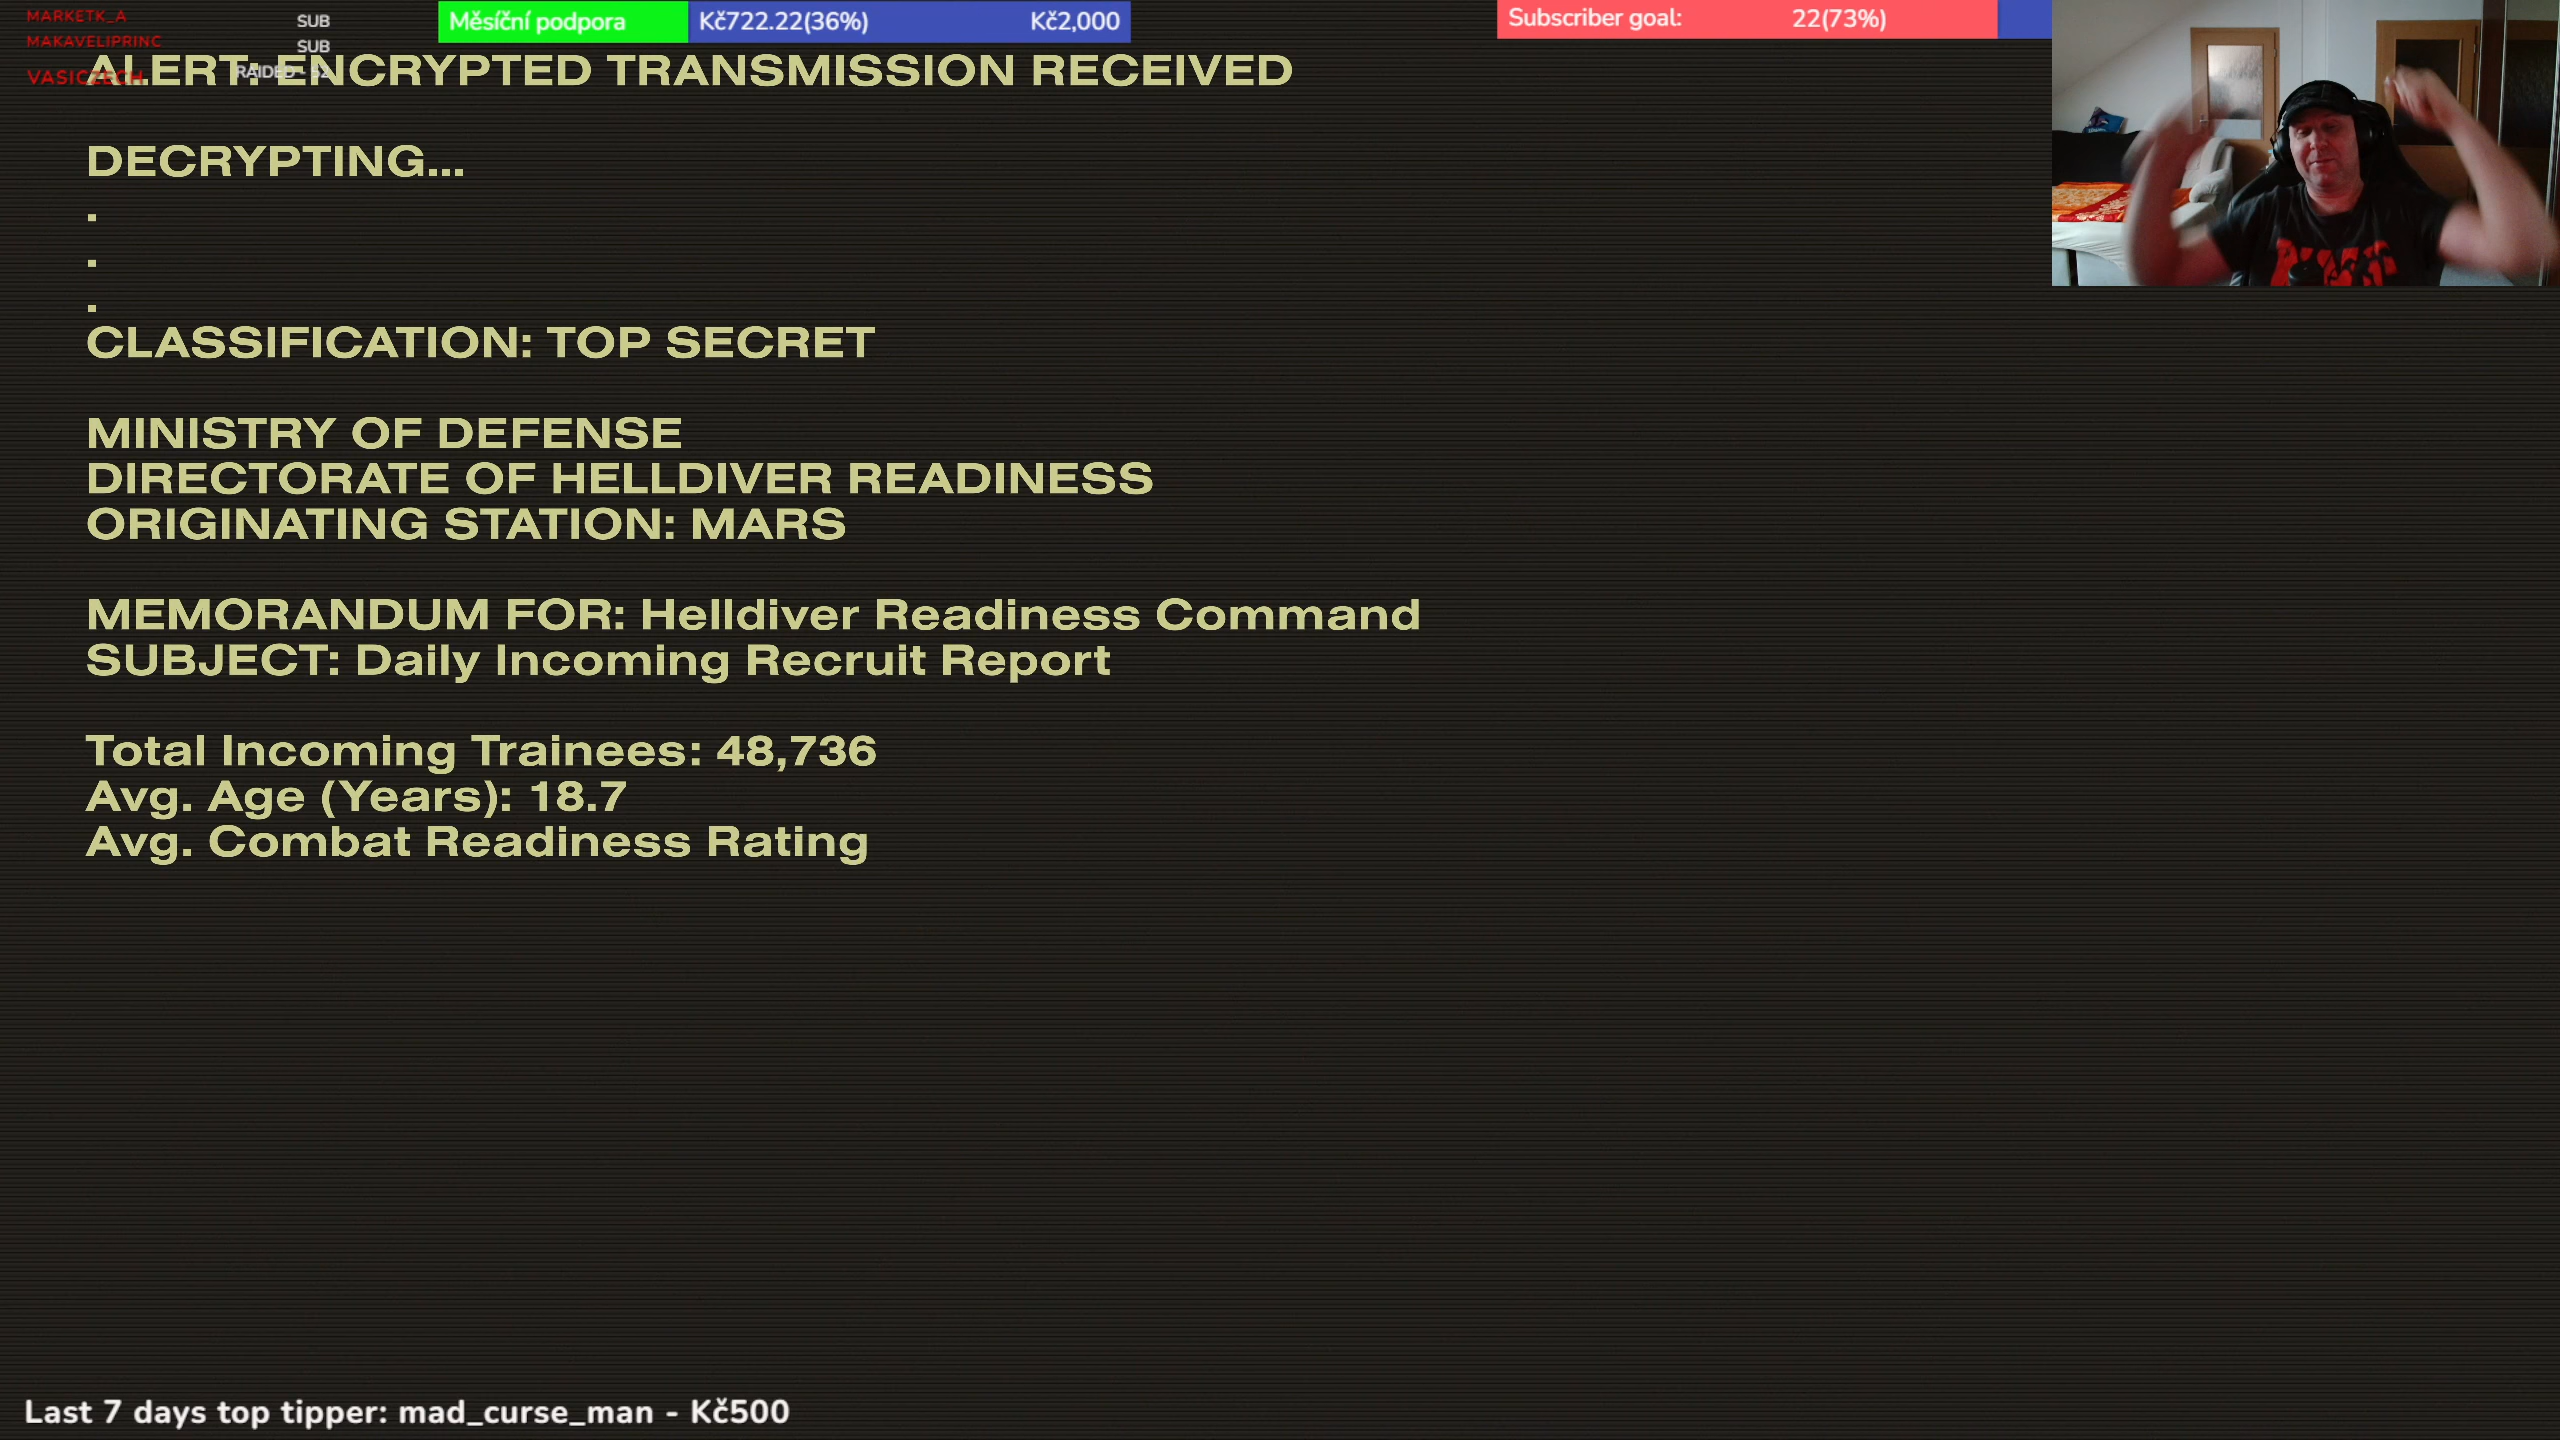 MARKETK_A SUB
MAKAVELIPRINC SUB
VASICZECH RAIDED -
Měsíční podpora Kč722.22(36%) Kč2,000
Subscriber goal: 22(73%)
ALERT: ENCRYPTED TRANSMISSION RECEIVED
DECRYPTING...
.
.
.
CLASSIFICATION: TOP SECRET
MINISTRY OF DEFENSE
DIRECTORATE OF HELLDIVER READINESS
ORIGINATING STATION: MARS
MEMORANDUM FOR: Helldiver Readiness Command
SUBJECT: Daily Incoming Recruit Report
Total Incoming Trainees: 48,736
Avg. Age (Years): 18.7
Avg. Combat Readiness Rating
Last 7 days top tipper: mad_curse_man - Kč500